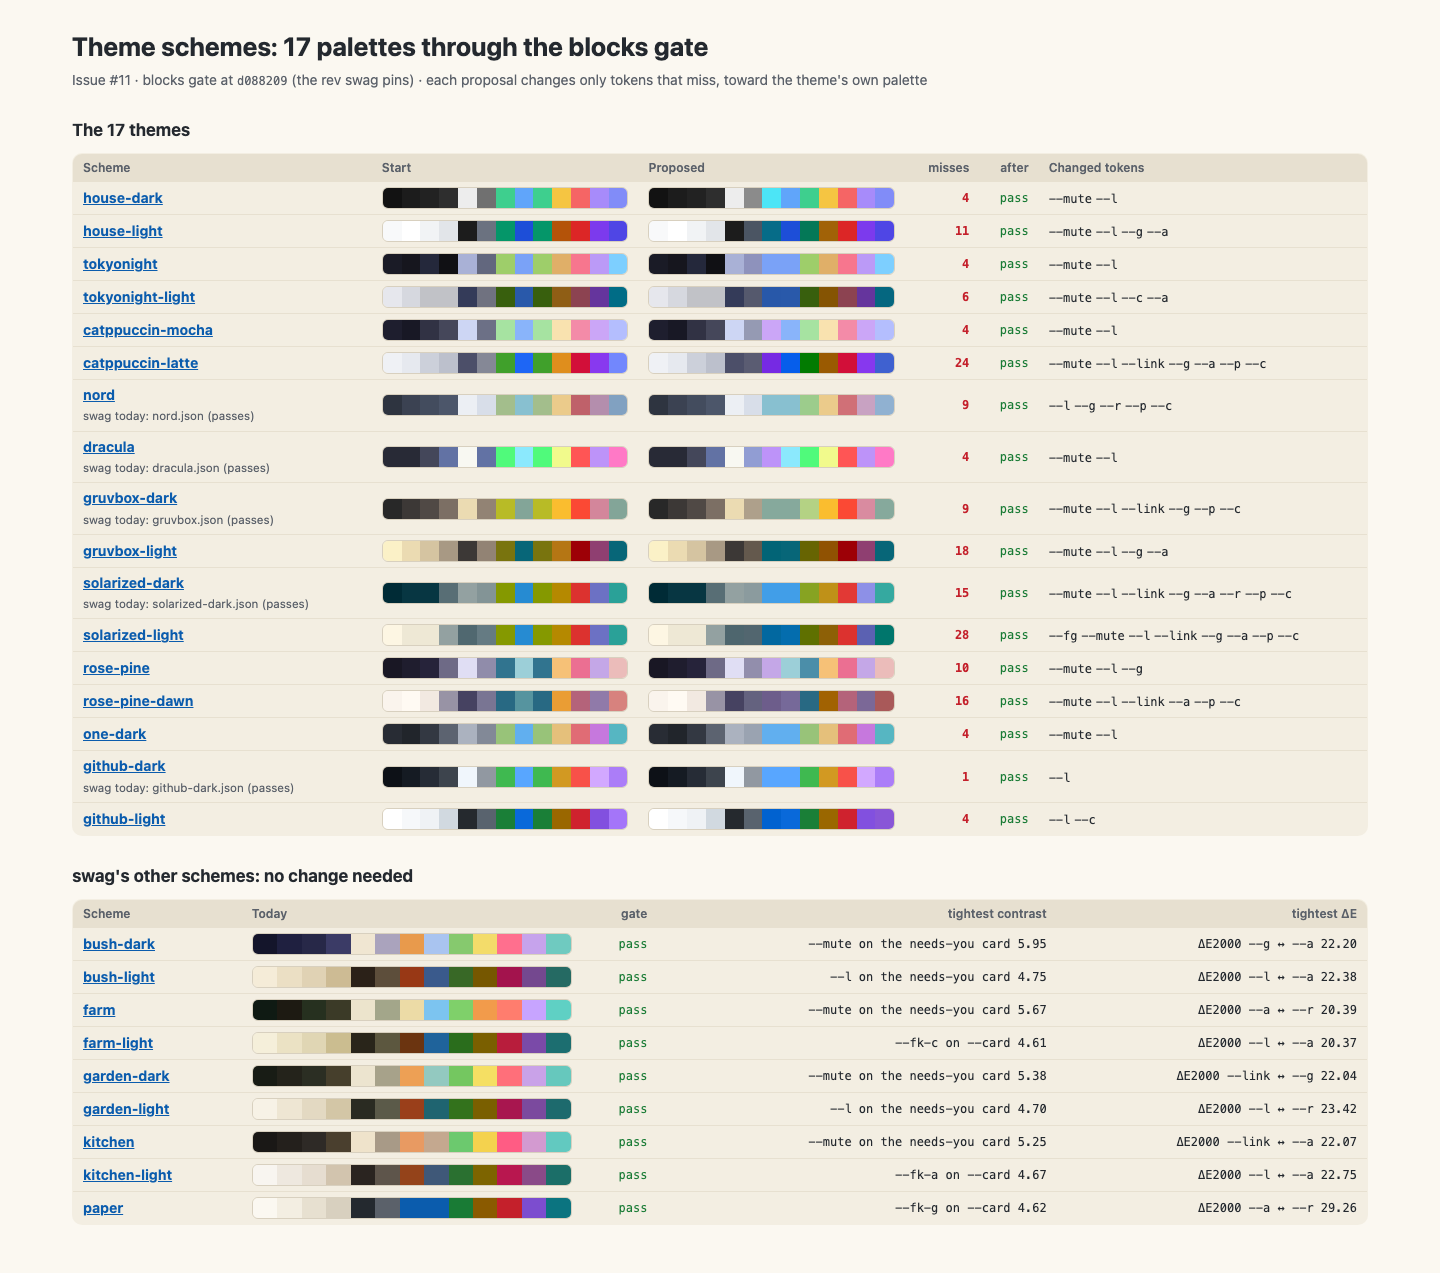 Theme schemes: 17 palettes through the blocks gate
Issue #11 · blocks gate at d088209 (the rev swag pins) · each proposal changes only tokens that miss, toward the theme's own palette
The 17 themes
Scheme Start Proposed misses after Changed tokens
house-dark 4 pass --mute --l
house-light 11 pass --mute --l --g --a
tokyonight 4 pass --mute --l
tokyonight-light 6 pass --mute --l --c --a
catppuccin-mocha 4 pass --mute --l
catppuccin-latte 24 pass --mute --l --link --g --a --p --c
nord 9 pass --l --g --r --p --c
swag today: nord.json (passes)
dracula 4 pass --mute --l
swag today: dracula.json (passes)
gruvbox-dark 9 pass --mute --l --link --g --p --c
swag today: gruvbox.json (passes)
gruvbox-light 18 pass --mute --l --g --a
solarized-dark 15 pass --mute --l --link --g --a --r --p --c
swag today: solarized-dark.json (passes)
solarized-light 28 pass --fg --mute --l --link --g --a --p --c
rose-pine 10 pass --mute --l --g
rose-pine-dawn 16 pass --mute --l --link --a --p --c
one-dark 4 pass --mute --l
github-dark 1 pass --l
swag today: github-dark.json (passes)
github-light 4 pass --l --c
swag's other schemes: no change needed
Scheme Today gate tightest contrast tightest ΔE
bush-dark pass --mute on the needs-you card 5.95 ΔE2000 --g ↔ --a 22.20
bush-light pass --l on the needs-you card 4.75 ΔE2000 --l ↔ --a 22.38
farm pass --mute on the needs-you card 5.67 ΔE2000 --a ↔ --r 20.39
farm-light pass --fk-c on --card 4.61 ΔE2000 --l ↔ --a 20.37
garden-dark pass --mute on the needs-you card 5.38 ΔE2000 --link ↔ --g 22.04
garden-light pass --l on the needs-you card 4.70 ΔE2000 --l ↔ --r 23.42
kitchen pass --mute on the needs-you card 5.25 ΔE2000 --link ↔ --a 22.07
kitchen-light pass --fk-a on --card 4.67 ΔE2000 --l ↔ --a 22.75
paper pass --fk-g on --card 4.62 ΔE2000 --a ↔ --r 29.26